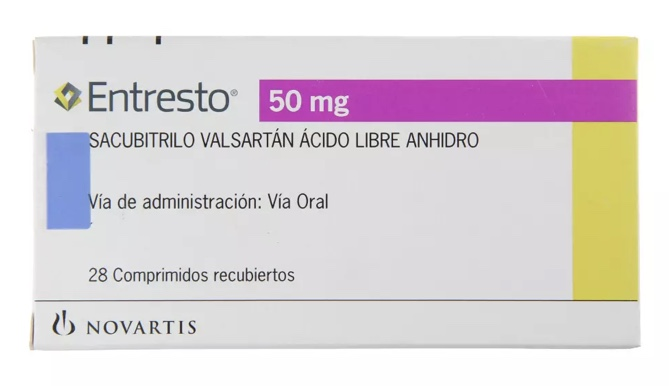 Entresto® 50 mg
SACUBITRILO VALSARTÁN ÁCIDO LIBRE ANHIDRO
Vía de administración: Vía Oral
28 Comprimidos recubiertos
NOVARTIS